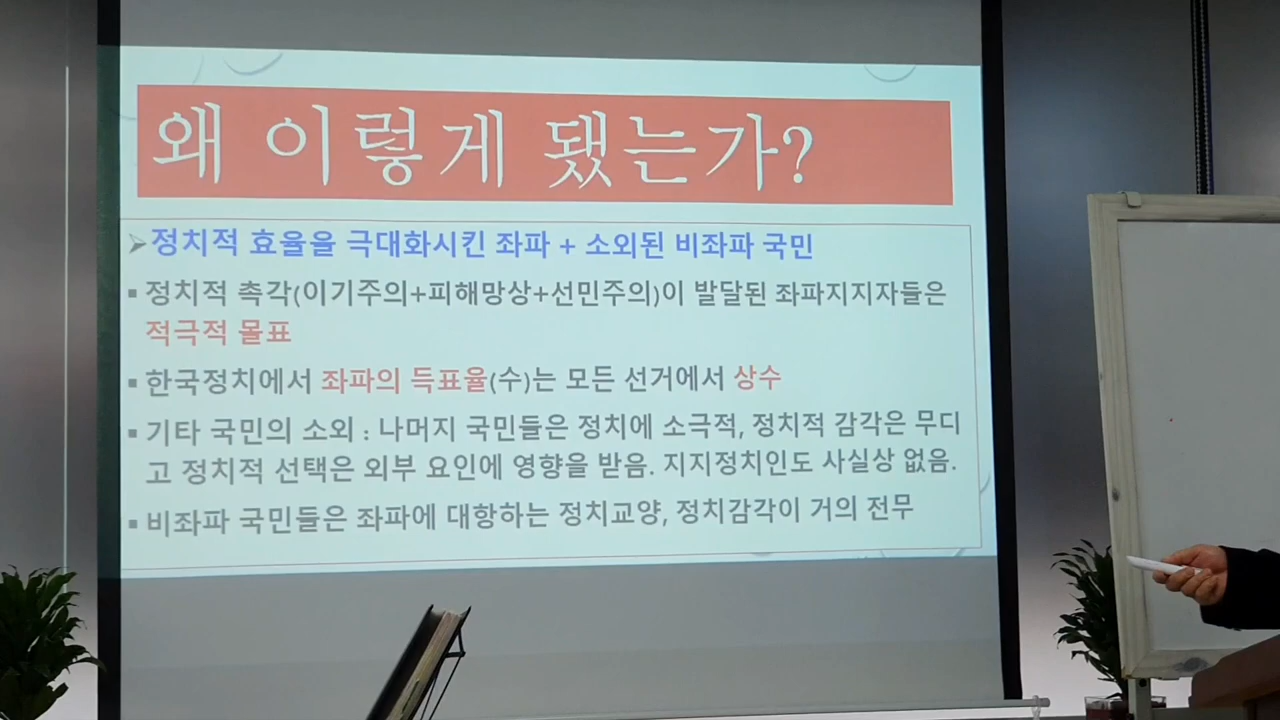 왜 이렇게 됐는가?
➢정치적 효율을 극대화시킨 좌파 + 소외된 비좌파 국민
▪ 정치적 촉각(이기주의+피해망상+선민주의)이 발달된 좌파지지자들은
적극적 몰표
▪ 한국정치에서 좌파의 득표율(수)는 모든 선거에서 상수
▪ 기타 국민의 소외 : 나머지 국민들은 정치에 소극적, 정치적 감각은 무디
고 정치적 선택은 외부 요인에 영향을 받음. 지지정치인도 사실상 없음.
▪ 비좌파 국민들은 좌파에 대항하는 정치교양, 정치감각이 거의 전무